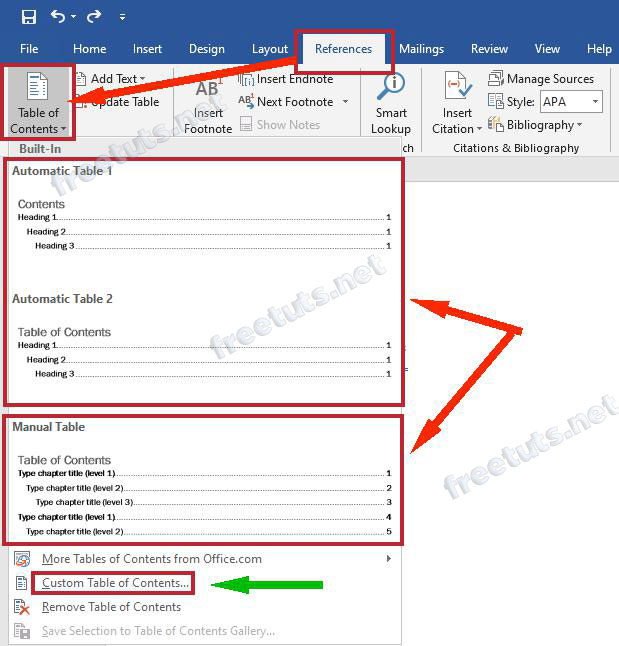 File Home Insert Design Layout References Mailings Review View Help
Table of Contents
Add Text
Update Table
AB¹
Insert Footnote
Insert Endnote
Next Footnote
Show Notes
Smart Lookup
Insert Citation
Manage Sources
Style: APA
Bibliography
ch
Citations & Bibliography
Built-In
Automatic Table 1
Contents
Heading 1 1
Heading 2 1
Heading 3 1
Automatic Table 2
Table of Contents
Heading 1 1
Heading 2 1
Heading 3 1
Manual Table
Table of Contents
Type chapter title (level 1) 1
Type chapter title (level 2) 2
Type chapter title (level 3) 3
Type chapter title (level 1) 4
Type chapter title (level 2) 5
More Tables of Contents from Office.com
Custom Table of Contents...
Remove Table of Contents
Save Selection to Table of Contents Gallery...
freetuts.net
freetuts.net
freetuts.net